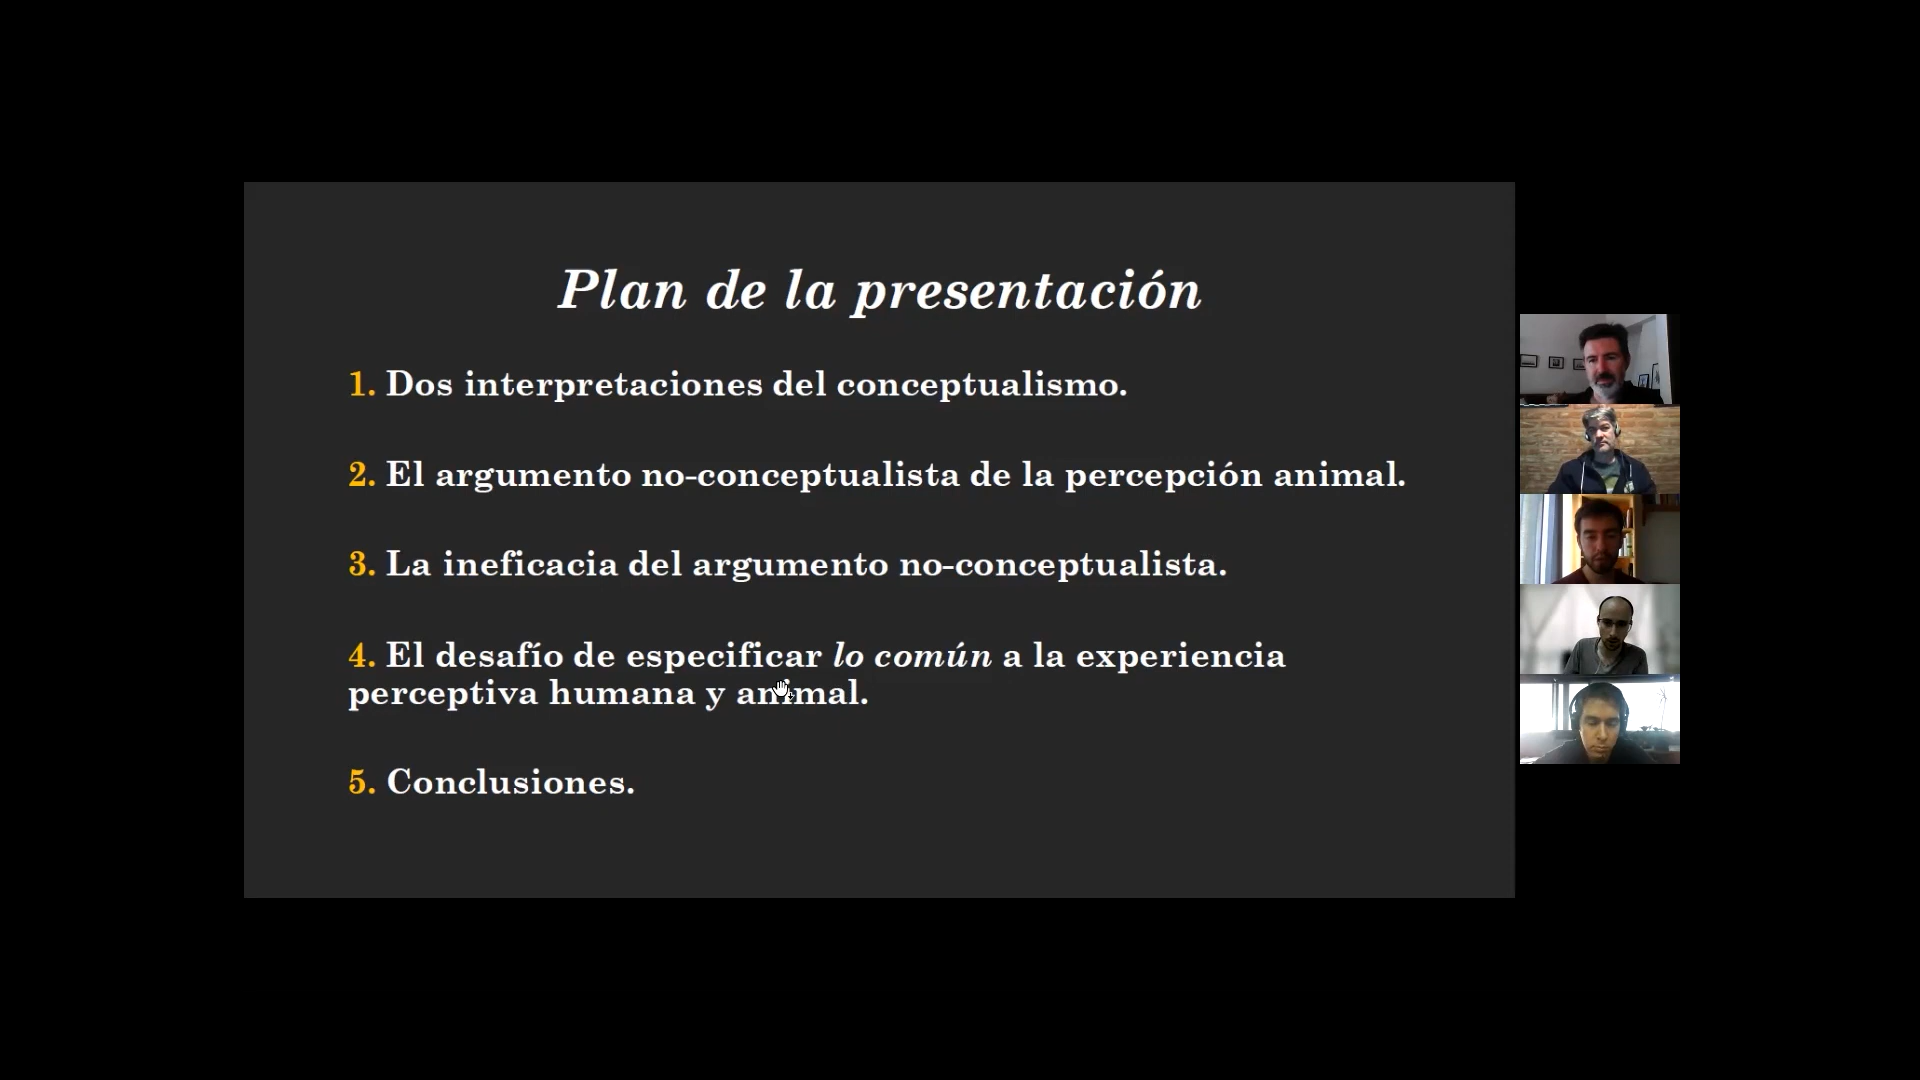 Plan de la presentación
1. Dos interpretaciones del conceptualismo.
2. El argumento no-conceptualista de la percepción animal.
3. La ineficacia del argumento no-conceptualista.
4. El desafío de especificar lo común a la experiencia
perceptiva humana y animal.
5. Conclusiones.